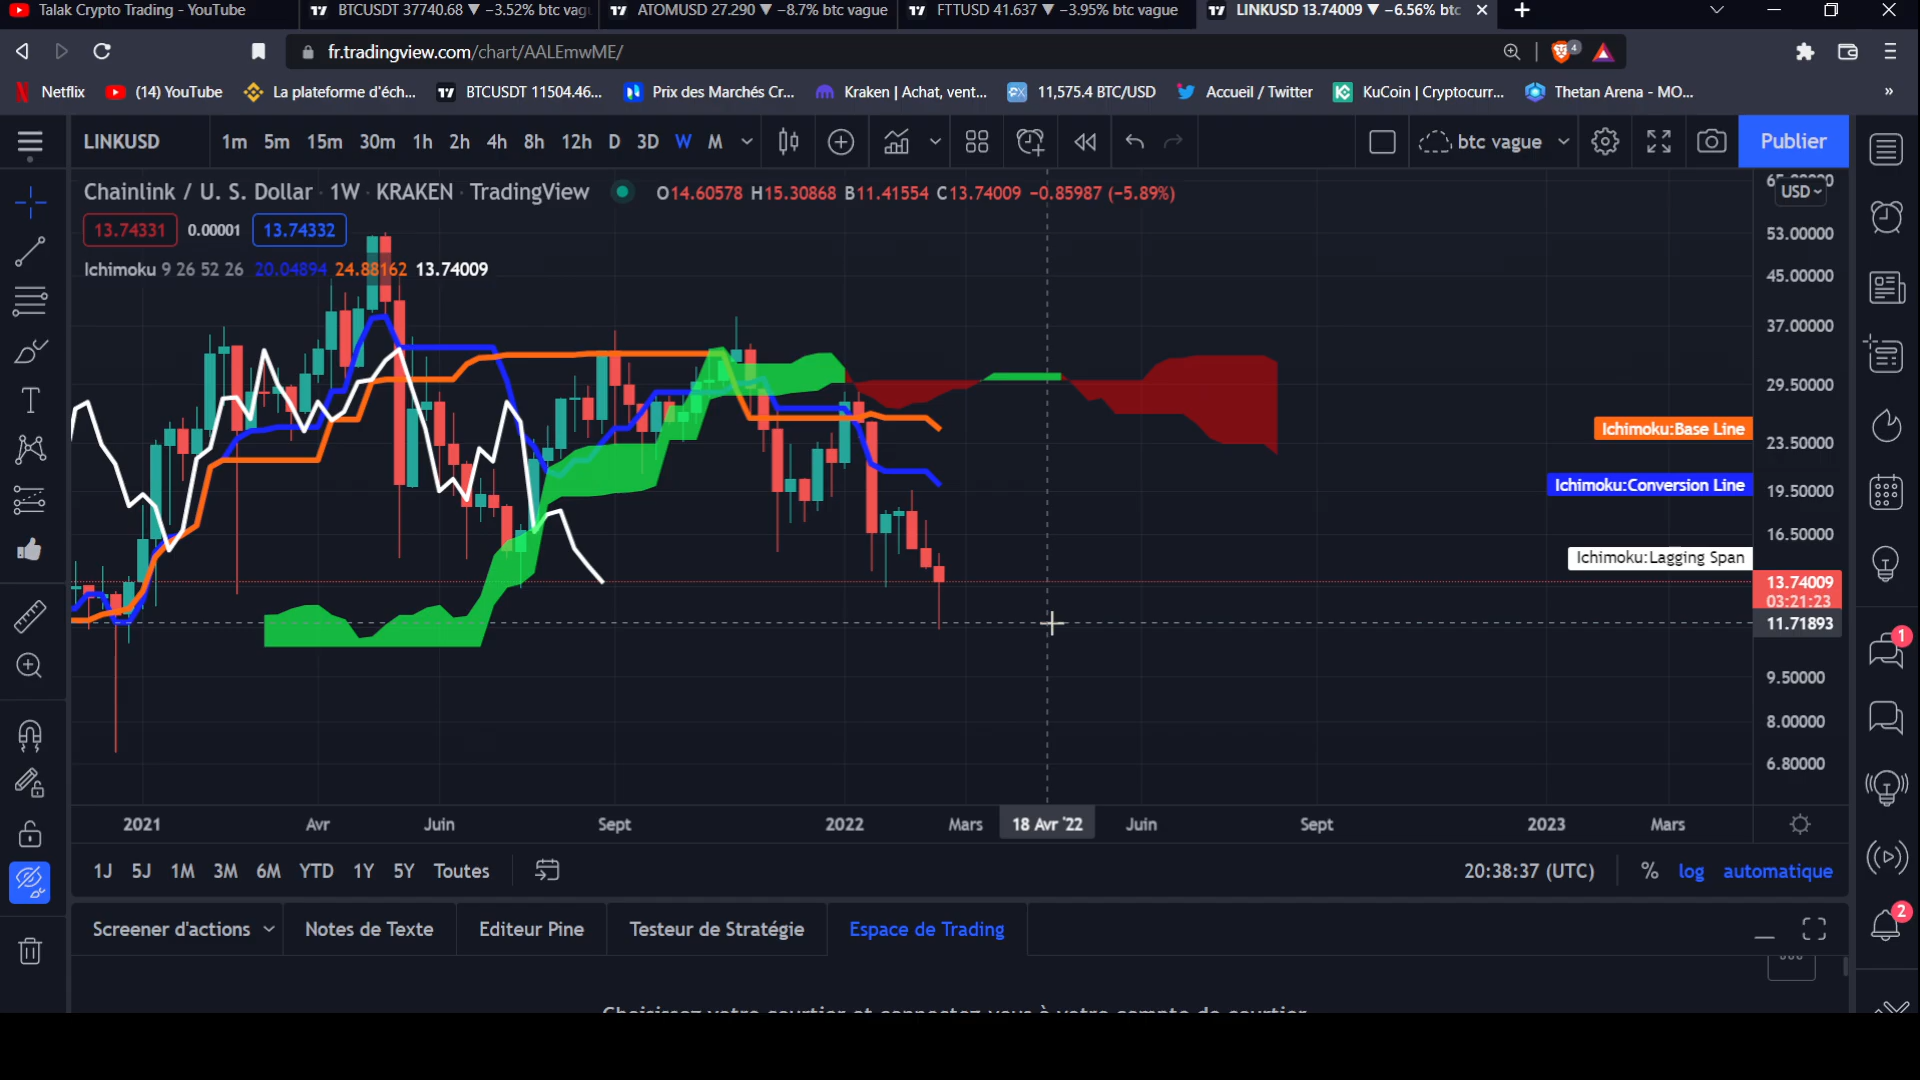 Talak Crypto Trading - YouTube
BTCUSDT 37740.68 ▼ −3.52% btc vagu
ATOMUSD 27.290 ▼ −8.7% btc vague
FTTUSD 41.637 ▼ −3.95% btc vague
LINKUSD 13.74009 ▼ −6.56% btc
fr.tradingview.com/chart/AALEmwME/
4
Netflix
(14) YouTube
La plateforme d'éch...
BTCUSDT 11504.46...
Prix des Marchés Cr...
Kraken | Achat, vent...
11,575.4 BTC/USD
Accueil / Twitter
KuCoin | Cryptocurr...
Thetan Arena - MO...
»
LINKUSD
1m 5m 15m 30m 1h 2h 4h 8h 12h D 3D W M
btc vague
Publier
Chainlink / U. S. Dollar · 1W · KRAKEN · TradingView
O14.60578 H15.30868 B11.41554 C13.74009 −0.85987 (−5.89%)
13.74331 0.00001 13.74332
Ichimoku 9 26 52 26 20.04894 24.88162 13.74009
USD
53.00000
45.00000
37.00000
29.50000
Ichimoku:Base Line
23.50000
Ichimoku:Conversion Line
19.50000
16.50000
Ichimoku:Lagging Span
13.74009
03:21:23
11.71893
9.50000
8.00000
6.80000
1
2
2021 Avr Juin Sept 2022 Mars 18 Avr '22 Juin Sept 2023 Mars
1J 5J 1M 3M 6M YTD 1Y 5Y Toutes
20:38:37 (UTC) % log automatique
Screener d'actions
Notes de Texte
Editeur Pine
Testeur de Stratégie
Espace de Trading